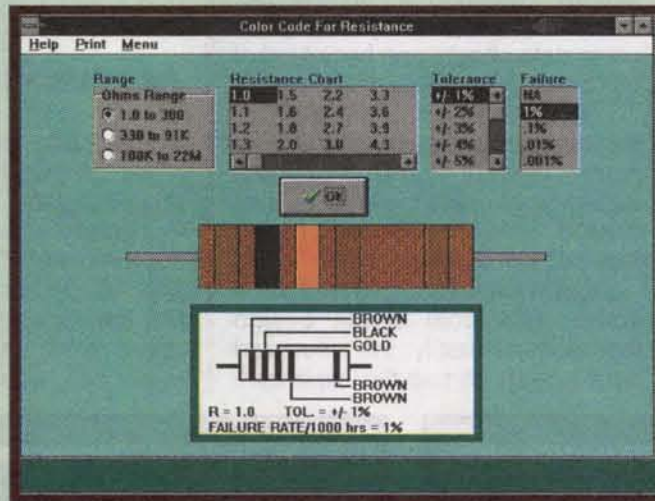 Color Code For Resistance
Help Print Menu
Range
Ohms Range
1.0 to 300
330 to 91K
100K to 22M
Resistance Chart
1.0 1.5 2.2 3.3
1.1 1.6 2.4 3.6
1.2 1.8 2.7 3.9
1.3 2.0 3.0 4.3
Tolerance
+/- 1%
+/- 2%
+/- 3%
+/- 4%
+/- 5%
Failure
NA
1%
.1%
.01%
.001%
OK
BROWN
BLACK
GOLD
BROWN
BROWN
R = 1.0 TOL. = +/- 1%
FAILURE RATE/1000 hrs = 1%